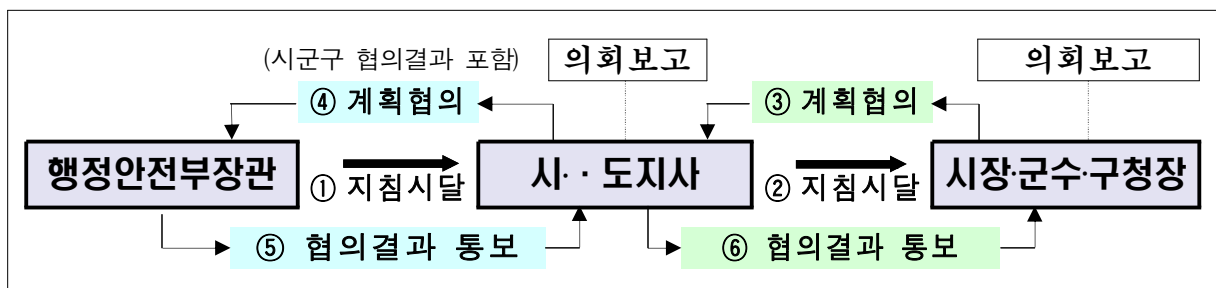 (시군구 협의결과 포함)
의회보고
의회보고
④ 계획협의
③ 계획협의
행정안전부장관
① 지침시달
시·‧도지사
② 지침시달
시장·군수·구청장
⑤ 협의결과 통보
⑥ 협의결과 통보